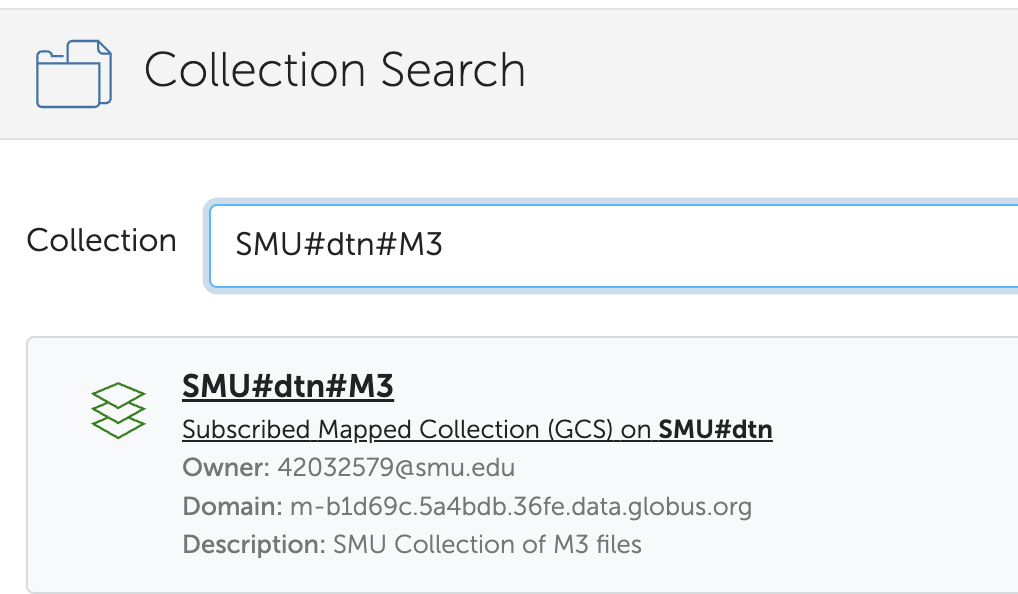 Collection Search
Collection
SMU#dtn#M3
SMU#dtn#M3
Subscribed Mapped Collection (GCS) on SMU#dtn
Owner: 42032579@smu.edu
Domain: m-b1d69c.5a4bdb.36fe.data.globus.org
Description: SMU Collection of M3 files